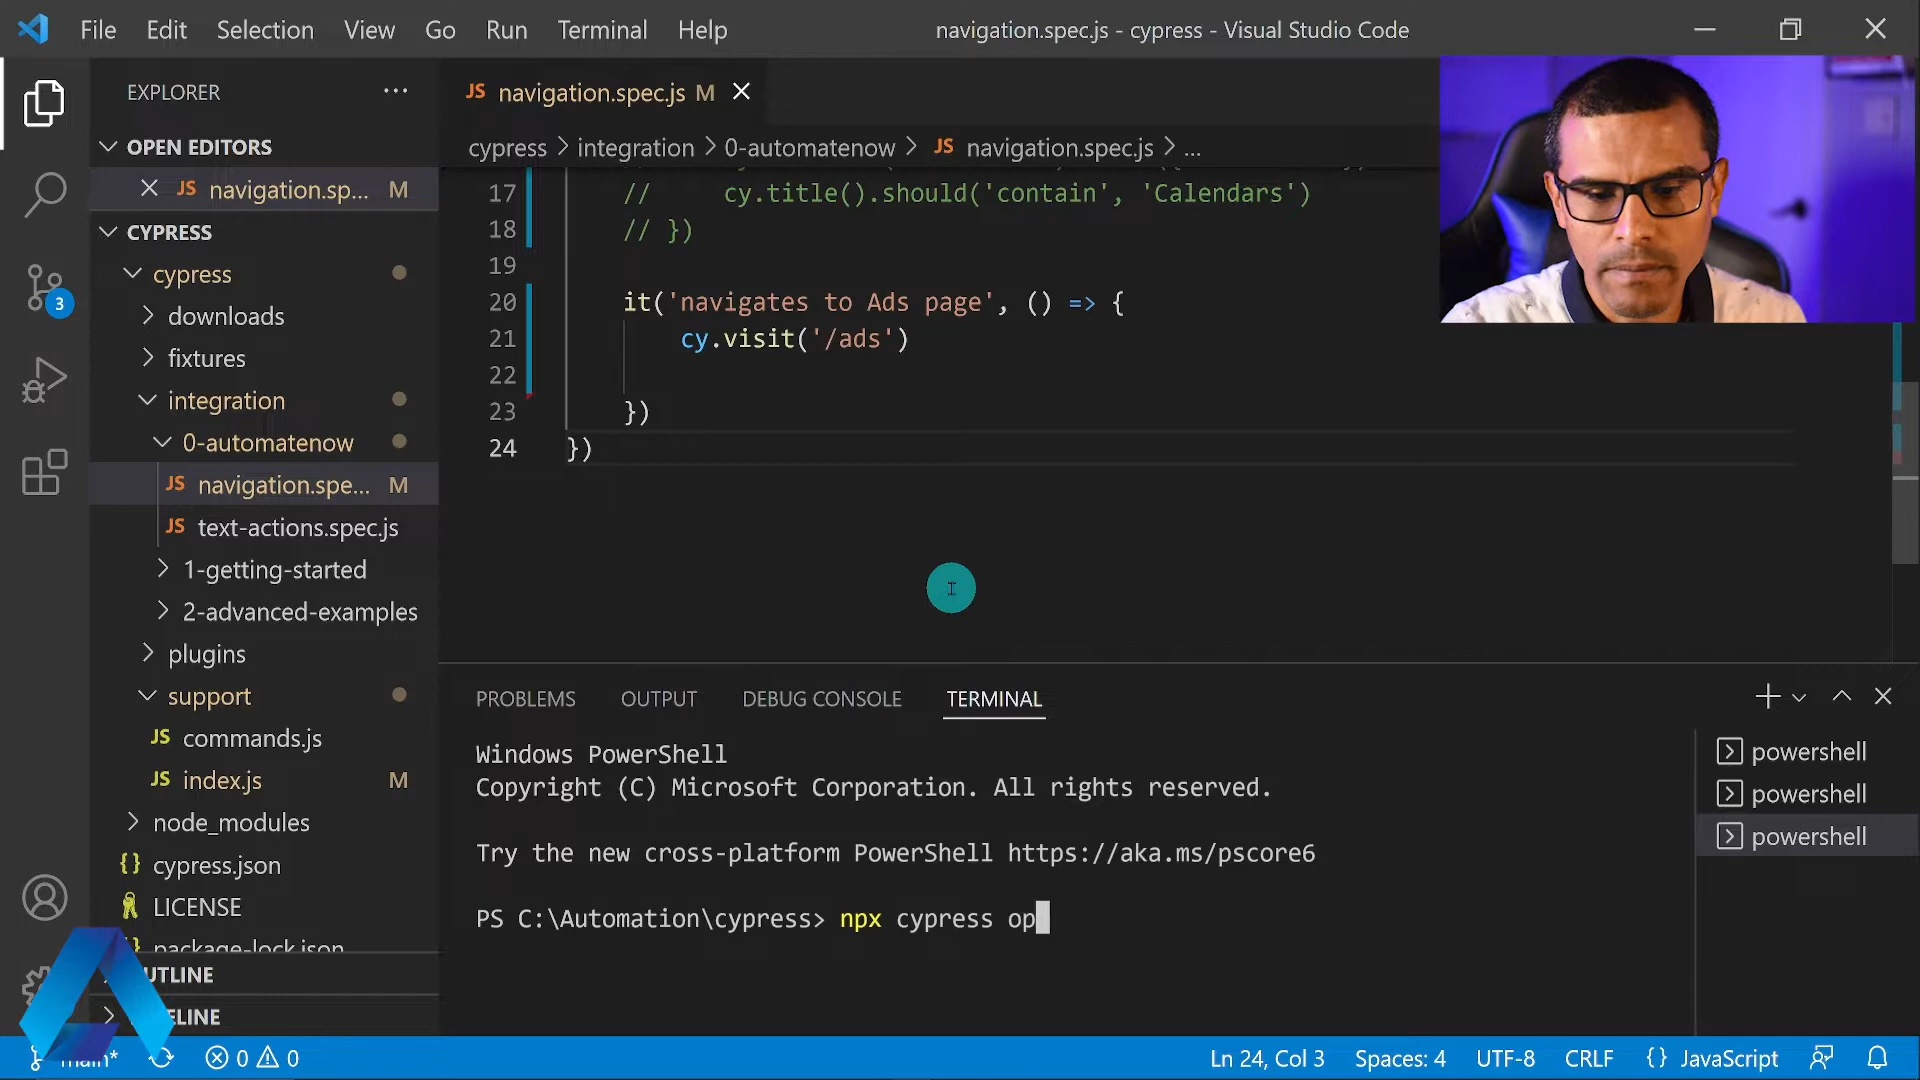 File Edit Selection View Go Run Terminal Help navigation.spec.js - cypress - Visual Studio Code
EXPLORER ...
OPEN EDITORS
JS navigation.sp... M
CYPRESS
cypress
downloads
fixtures
integration
0-automatenow
JS navigation.spe... M
JS text-actions.spec.js
1-getting-started
2-advanced-examples
plugins
support
JS commands.js
JS index.js M
node_modules
{} cypress.json
LICENSE
package-lock.json
3
JS navigation.spec.js M
cypress > integration > 0-automatenow > JS navigation.spec.js > ...
17 // cy.title().should('contain', 'Calendars')
18 // })
19
20 it('navigates to Ads page', () => {
21 cy.visit('/ads')
22
23 })
24 })
PROBLEMS OUTPUT DEBUG CONSOLE TERMINAL
Windows PowerShell
Copyright (C) Microsoft Corporation. All rights reserved.
Try the new cross-platform PowerShell https://aka.ms/pscore6
PS C:\Automation\cypress> npx cypress op
powershell
powershell
powershell
main* 0 0 Ln 24, Col 3 Spaces: 4 UTF-8 CRLF {} JavaScript